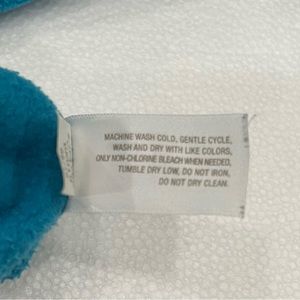 MACHINE WASH COLD, GENTLE CYCLE,
WASH AND DRY WITH LIKE COLORS,
ONLY NON-CHLORINE BLEACH WHEN NEEDED,
TUMBLE DRY LOW, DO NOT IRON,
DO NOT DRY CLEAN.